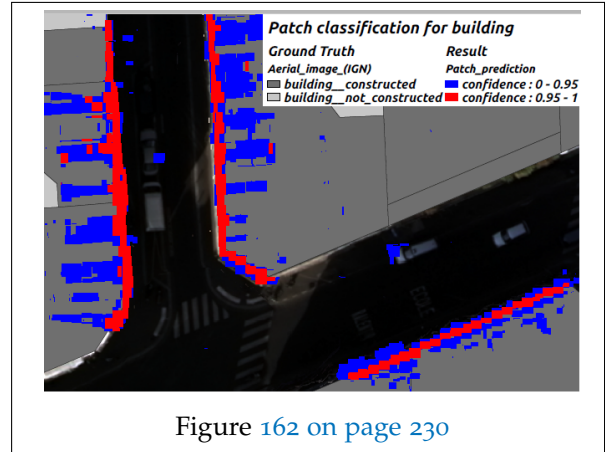 Patch classification for building
Ground Truth Result
Aerial_image_(IGN) Patch_prediction
building__constructed confidence : 0 - 0.95
building__not_constructed confidence : 0.95 - 1
ECOLE
Figure 162 on page 230